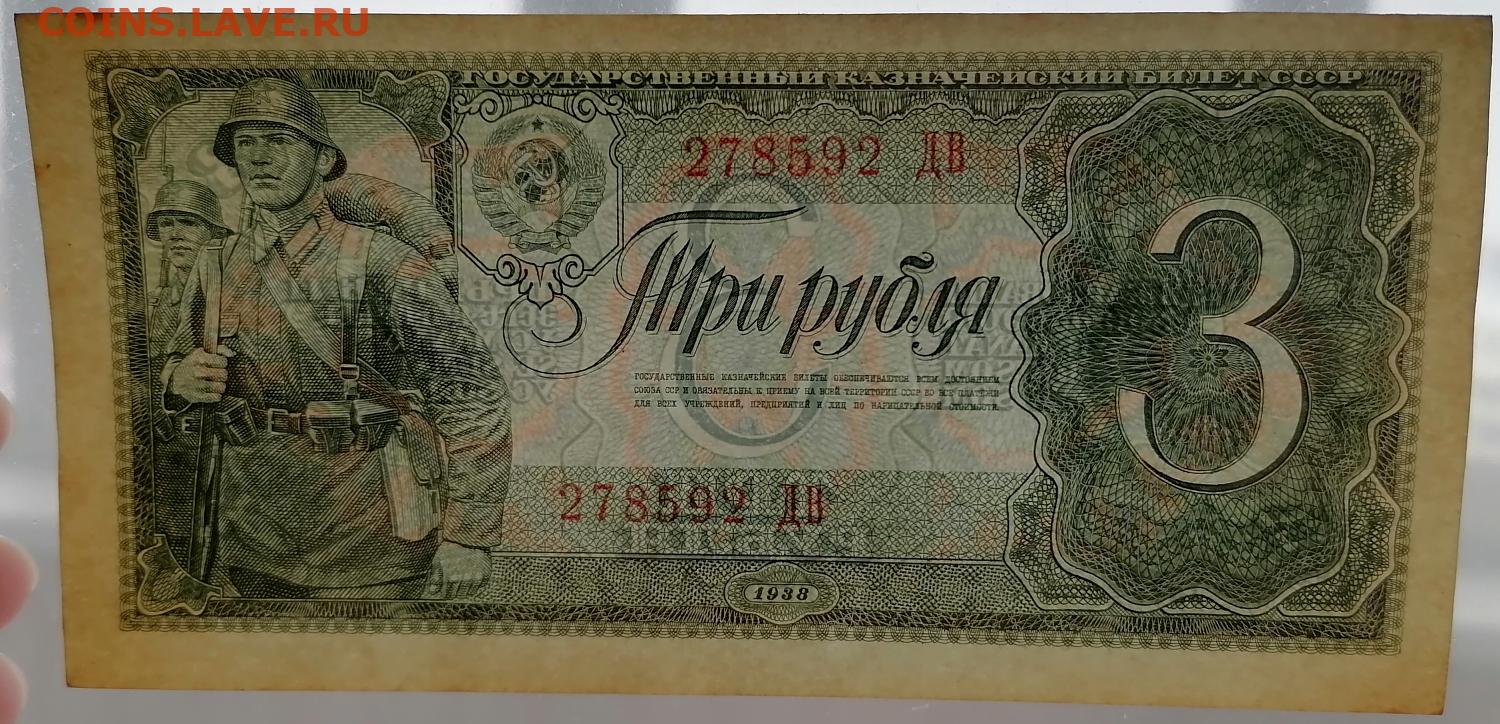 COINS.LAVE.RU
ГОСУДАРСТВЕННЫЙ КАЗНАЧЕЙСКИЙ БИЛЕТ СССР
278592 ДВ
Три рубля
3
ГОСУДАРСТВЕННЫЕ КАЗНАЧЕЙСКИЕ БИЛЕТЫ ОБЕСПЕЧИВАЮТСЯ ВСЕМ ДОСТОЯНИЕМ
СОЮЗА ССР И ОБЯЗАТЕЛЬНЫ К ПРИЕМУ НА ВСЕЙ ТЕРРИТОРИИ СССР ВО ВСЕ ПЛАТЕЖИ
ДЛЯ ВСЕХ УЧРЕЖДЕНИЙ, ПРЕДПРИЯТИЙ И ЛИЦ ПО НАРИЦАТЕЛЬНОЙ СТОИМОСТИ.
278592 ДВ
1938